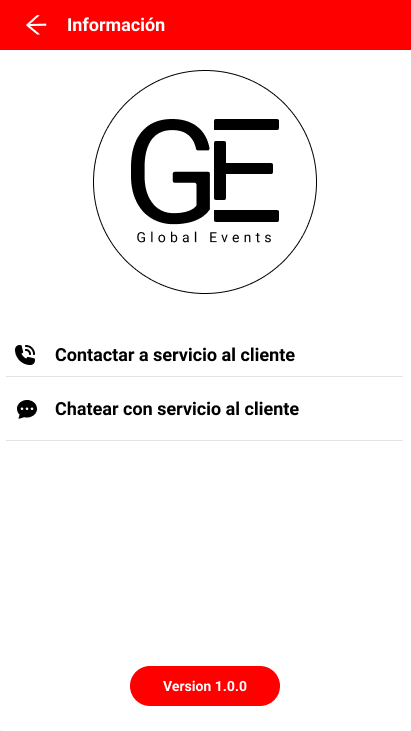 Información
GE
Global Events
Contactar a servicio al cliente
Chatear con servicio al cliente
Version 1.0.0